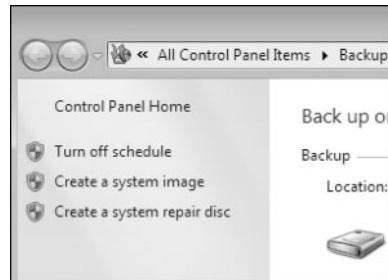 « All Control Panel Items ▸ Backup
Control Panel Home
Turn off schedule
Create a system image
Create a system repair disc
Back up o
Backup
Location: